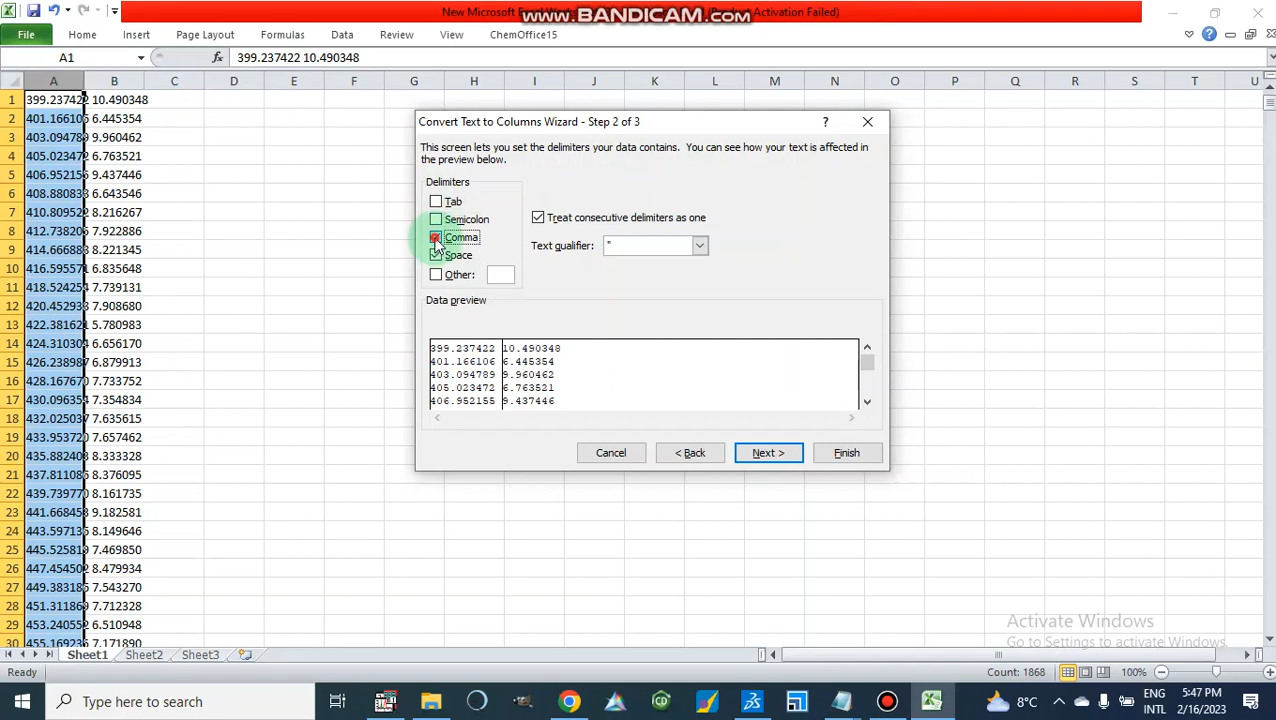 New Microsoft Excel Work
(Product Activation Failed)
www.BANDICAM.com
File Home Insert Page Layout Formulas Data Review View ChemOffice15
A1 fx 399.237422 10.490348
A B C D E F G H I J K L M N O P Q R S T U
1 399.237422 10.490348
2 401.166106 6.445354
3 403.094789 9.960462
4 405.023472 6.763521
5 406.952155 9.437446
6 408.880838 6.643546
7 410.809522 8.216267
8 412.738205 7.922886
9 414.666888 8.221345
10 416.595571 6.835648
11 418.524254 7.739131
12 420.452938 7.908680
13 422.381621 5.780983
14 424.310304 6.656170
15 426.238987 6.879913
16 428.167670 7.733752
17 430.096354 7.354834
18 432.025037 7.635615
19 433.953720 7.657462
20 435.882403 8.333328
21 437.811086 8.376095
22 439.739770 8.161735
23 441.668453 9.182581
24 443.597136 8.149646
25 445.525819 7.469850
26 447.454502 8.479934
27 449.383186 7.543270
28 451.311869 7.712328
29 453.240552 6.510948
30 455.169235 7.171890
Convert Text to Columns Wizard - Step 2 of 3
?
This screen lets you set the delimiters your data contains. You can see how your text is affected in
the preview below.
Delimiters
Tab
Semicolon
Comma
Space
Other:
Treat consecutive delimiters as one
Text qualifier: "
Data preview
399.237422 10.490348
401.166106 6.445354
403.094789 9.960462
405.023472 6.763521
406.952155 9.437446
Cancel < Back Next > Finish
Activate Windows
Go to Settings to activate Windows.
Sheet1 Sheet2 Sheet3
Ready Count: 1868 100%
Type here to search
8°C
ENG
INTL
5:47 PM
2/16/2023